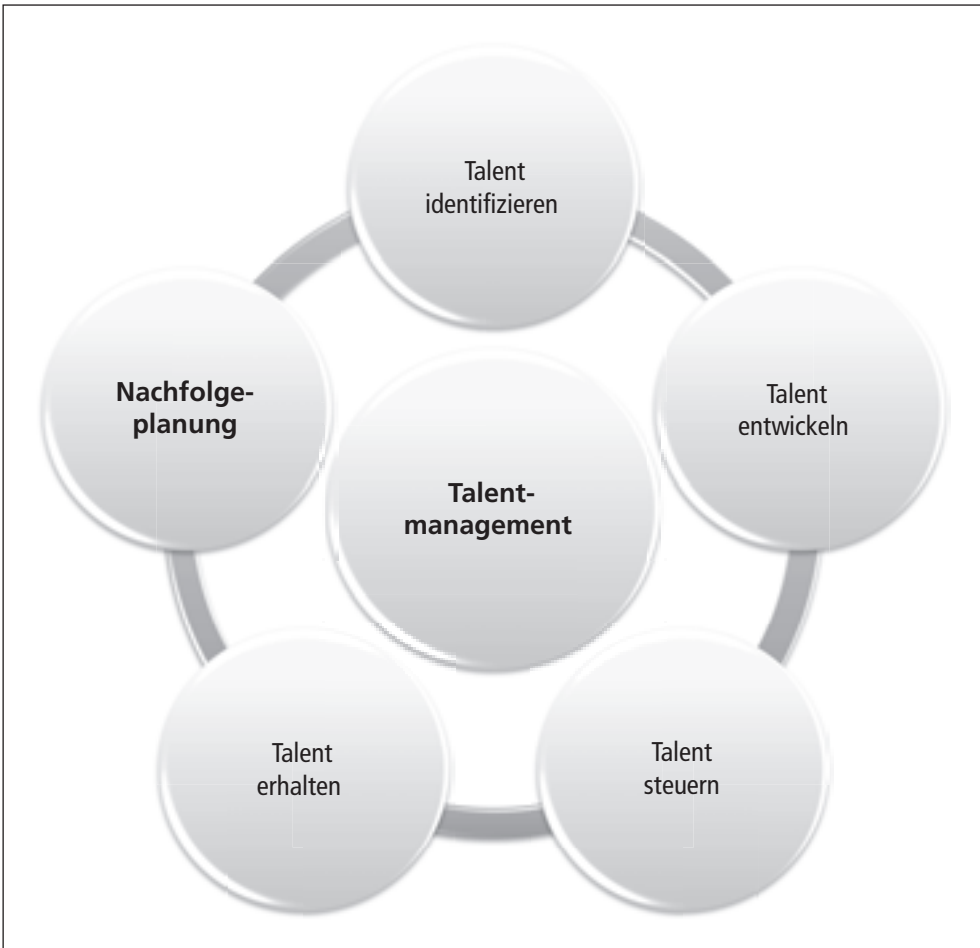 Talent
identifizieren
Nachfolge-
planung
Talent
entwickeln
Talent-
management
Talent
erhalten
Talent
steuern